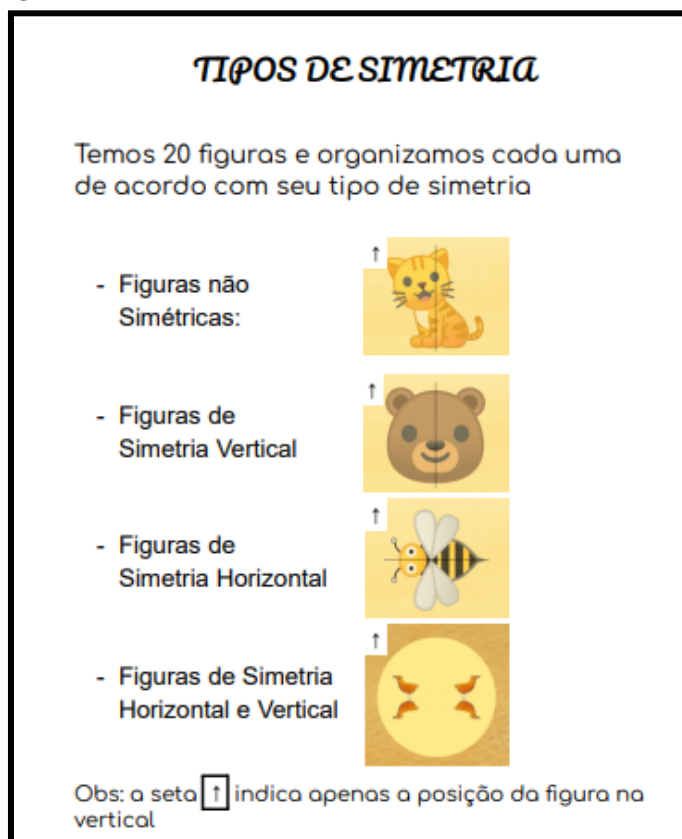 TIPOS DE SIMETRIA
Temos 20 figuras e organizamos cada uma
de acordo com seu tipo de simetria
↑
- Figuras não
Simétricas:
↑
- Figuras de
Simetria Vertical
↑
- Figuras de
Simetria Horizontal
↑
- Figuras de Simetria
Horizontal e Vertical
Obs: a seta ↑ indica apenas a posição da figura na
vertical